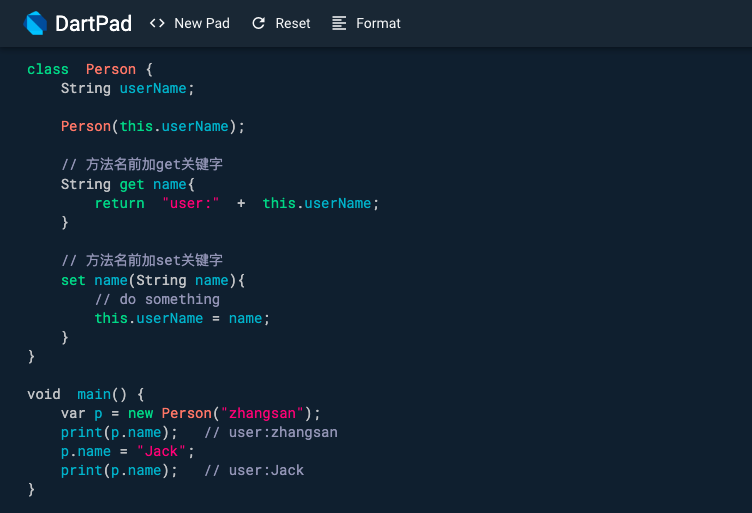 DartPad <> New Pad Reset Format
class  Person {
    String userName;
    Person(this.userName);
    // 方法名前加get关键字
    String get name{
        return  "user:"  +  this.userName;
    }
    // 方法名前加set关键字
    set name(String name){
        // do something
        this.userName = name;
    }
}
void  main() {
    var p = new Person("zhangsan");
    print(p.name);   // user:zhangsan
    p.name = "Jack";
    print(p.name);   // user:Jack
}